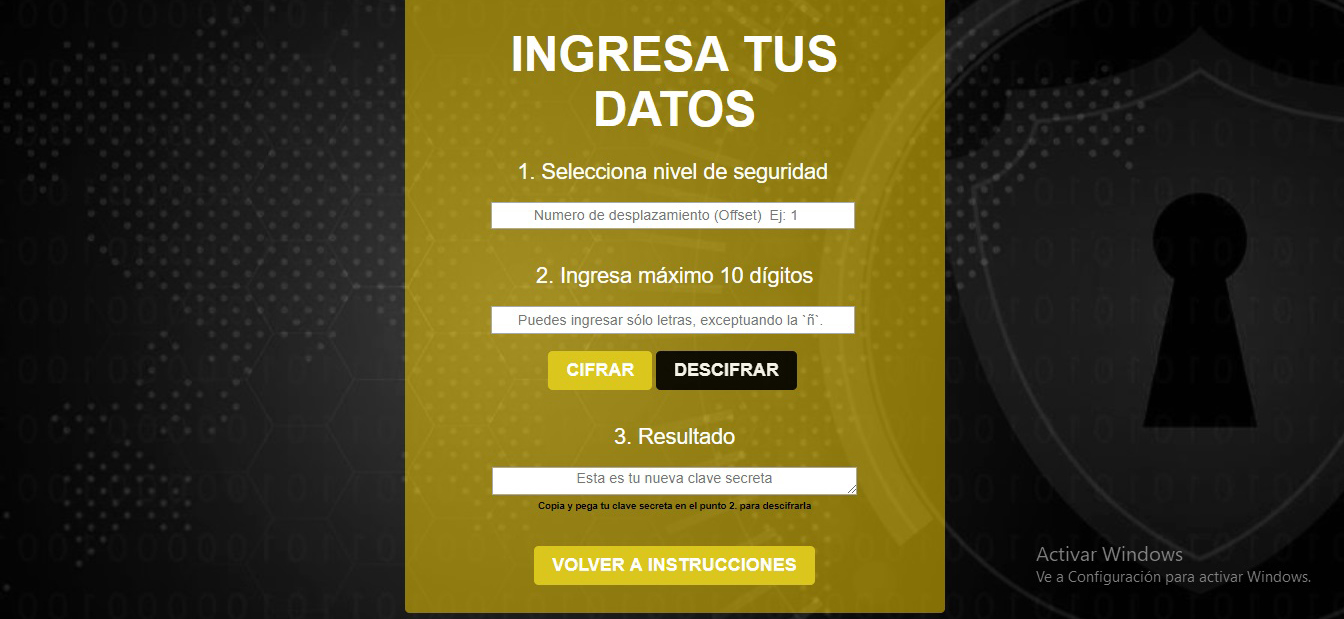 INGRESA TUS
DATOS
1. Selecciona nivel de seguridad
Numero de desplazamiento (Offset)  Ej: 1
2. Ingresa máximo 10 dígitos
Puedes ingresar sólo letras, exceptuando la `ñ`.
CIFRAR DESCIFRAR
3. Resultado
Esta es tu nueva clave secreta
Copia y pega tu clave secreta en el punto 2. para descifrarla
VOLVER A INSTRUCCIONES
Activar Windows
Ve a Configuración para activar Windows.